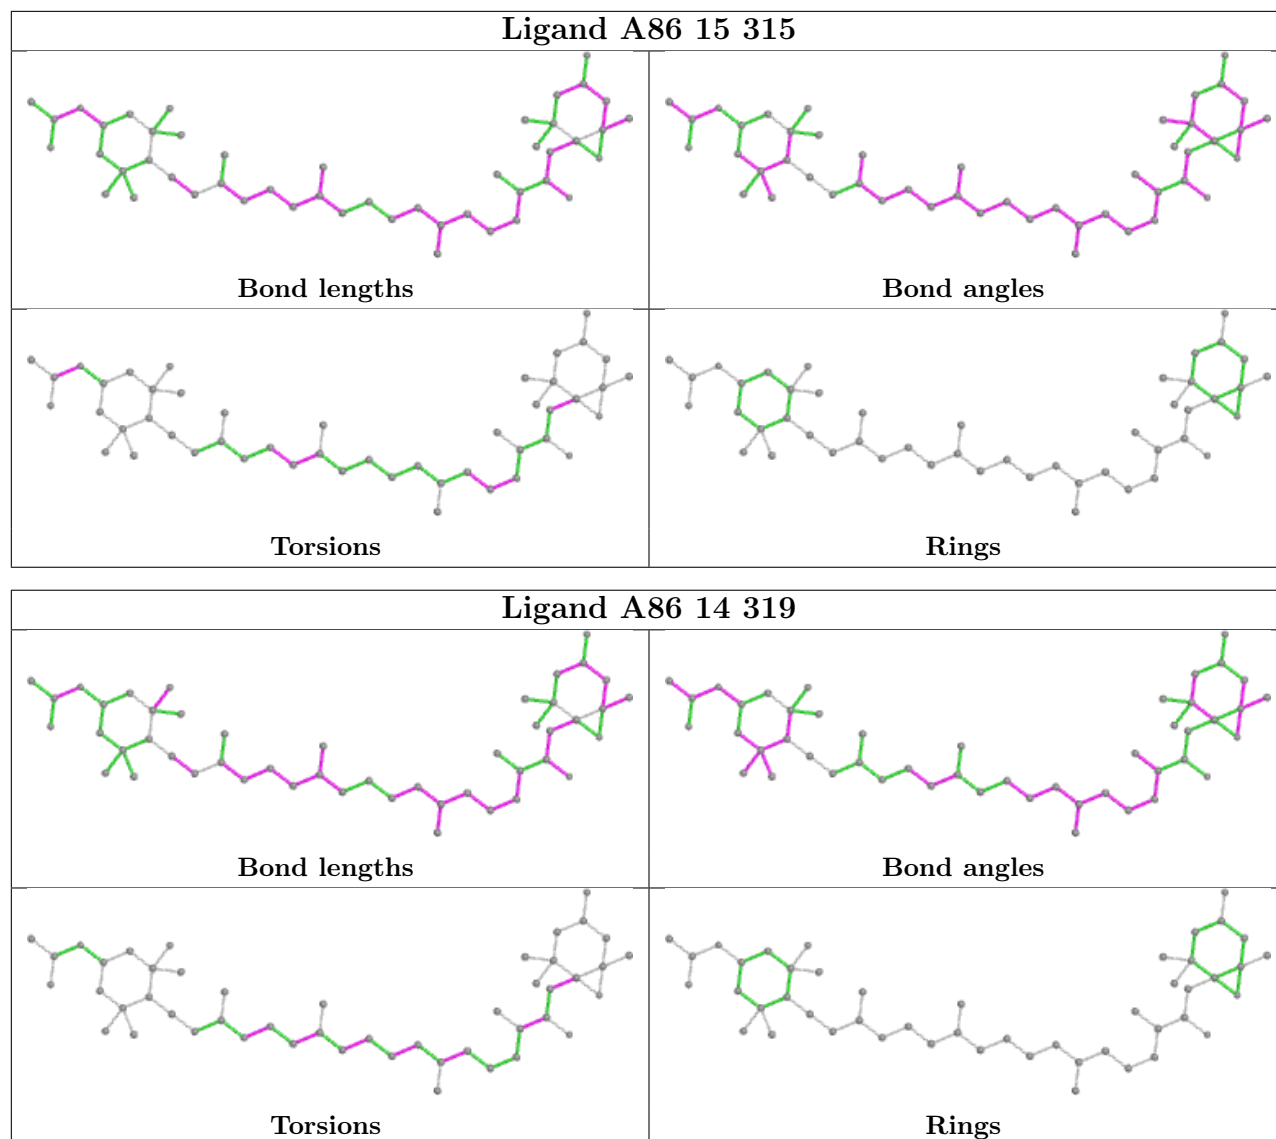 Ligand A86 15 315
Bond lengths
Bond angles
Torsions
Rings
Ligand A86 14 319
Bond lengths
Bond angles
Torsions
Rings